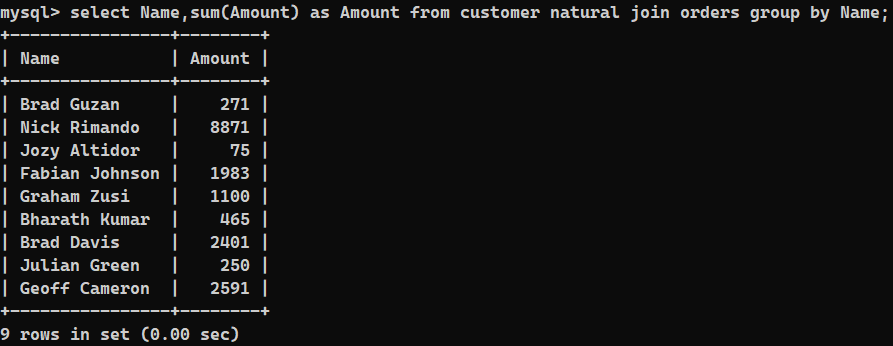 mysql> select Name,sum(Amount) as Amount from customer natural join orders group by Name;
+----------------+--------+
| Name           | Amount |
+----------------+--------+
| Brad Guzan     |    271 |
| Nick Rimando   |   8871 |
| Jozy Altidor   |     75 |
| Fabian Johnson |   1983 |
| Graham Zusi    |   1100 |
| Bharath Kumar  |    465 |
| Brad Davis     |   2401 |
| Julian Green   |    250 |
| Geoff Cameron  |   2591 |
+----------------+--------+
9 rows in set (0.00 sec)